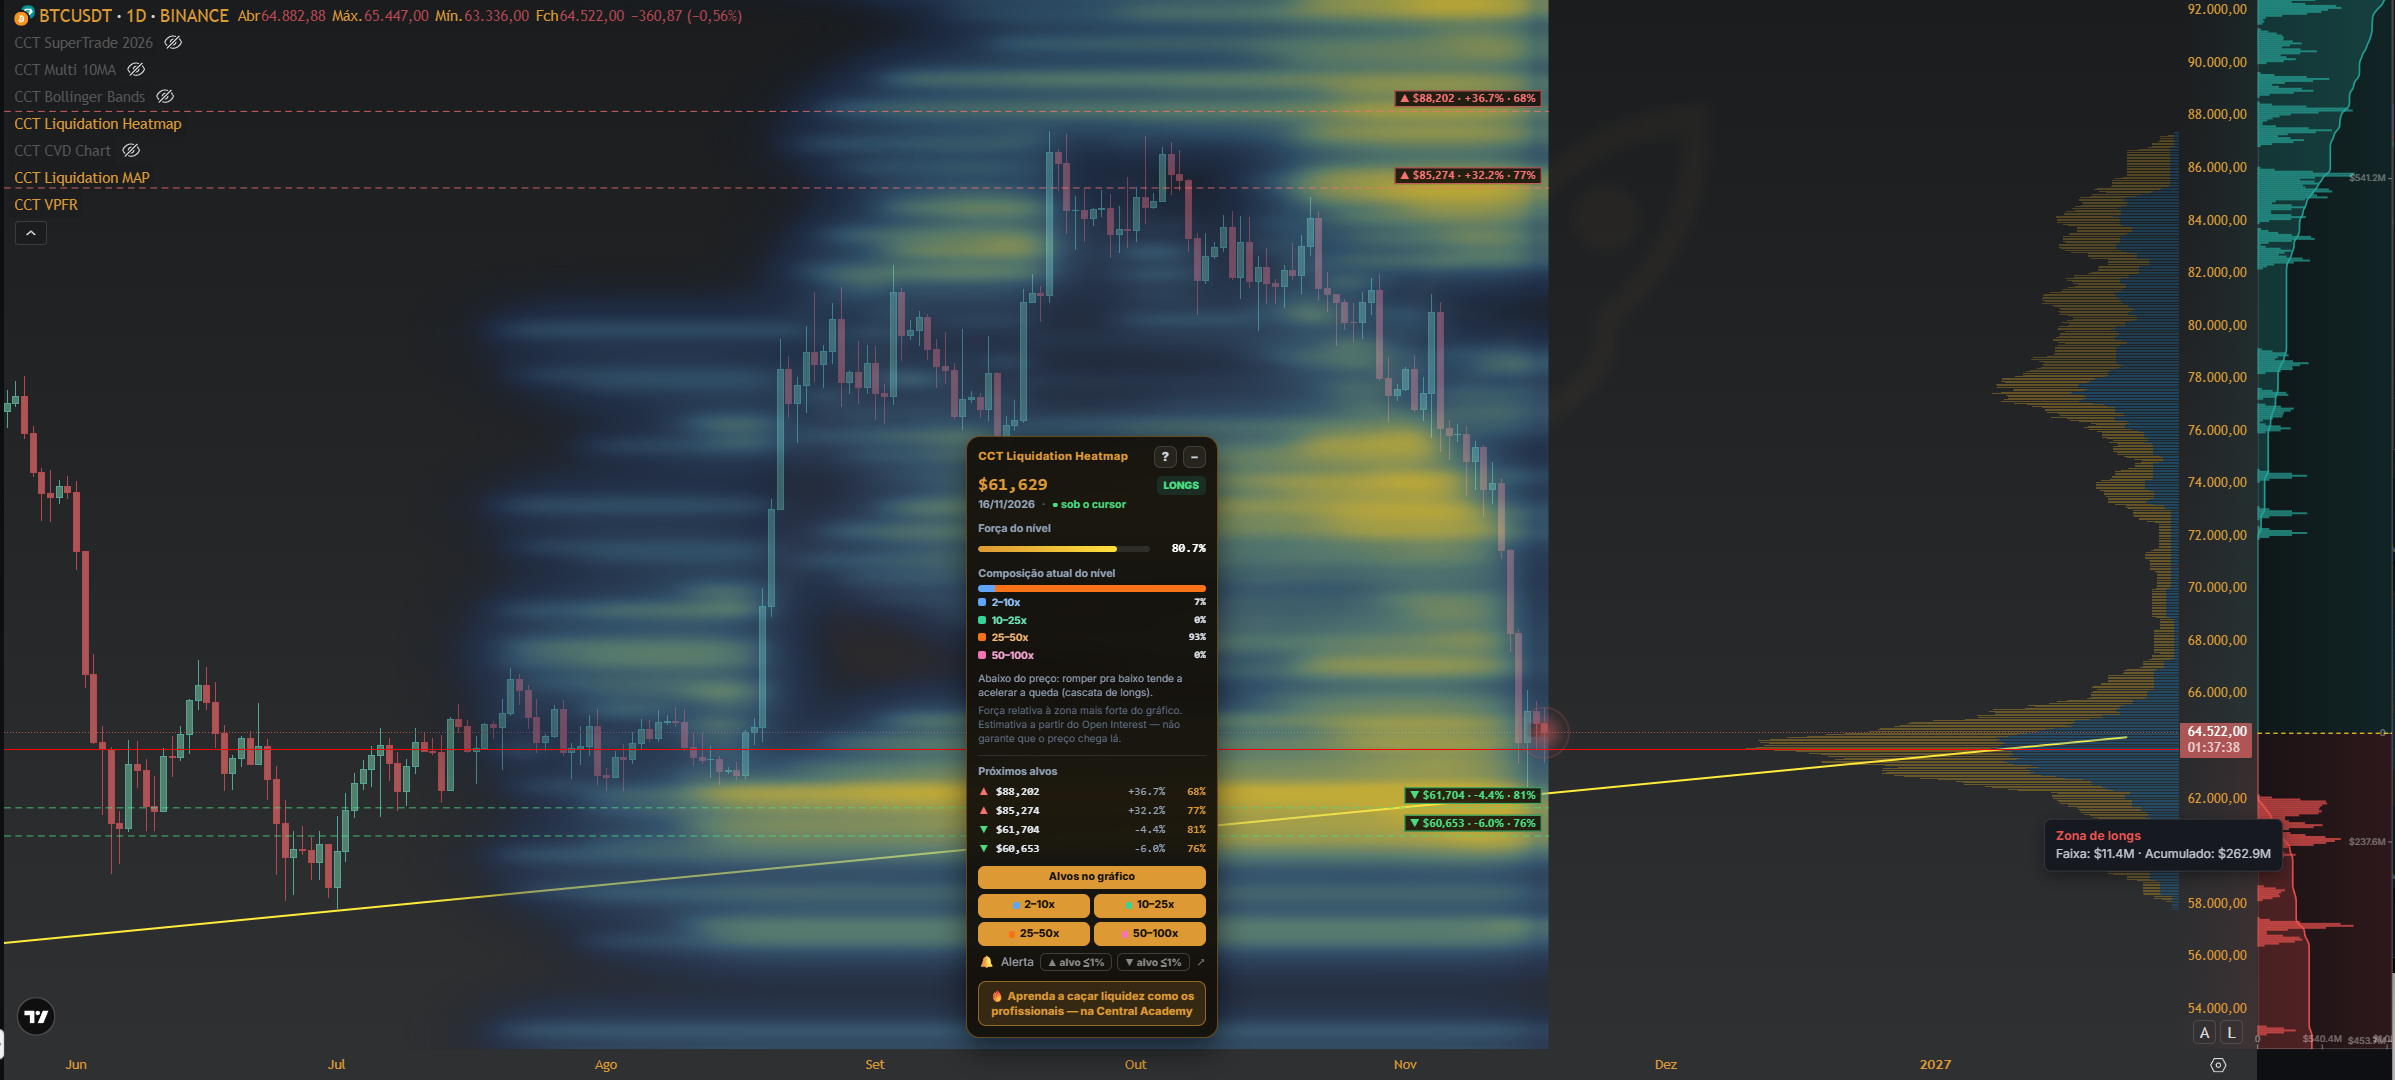 BTCUSDT · 1D · BINANCE Abr64.882,88 Máx.65.447,00 Mín.63.336,00 Fch64.522,00 −360,87 (−0,56%)
CCT SuperTrade 2026
CCT Multi 10MA
CCT Bollinger Bands
CCT Liquidation Heatmap
CCT CVD Chart
CCT Liquidation MAP
CCT VPFR
▲ $88,202 · +36.7% · 68%
▲ $85,274 · +32.2% · 77%
▼ $61,704 · -4.4% · 81%
▼ $60,653 · -6.0% · 76%
CCT Liquidation Heatmap ? −
$61,629 LONGS
16/11/2026 · ● sob o cursor
Força do nível
80.7%
Composição atual do nível
2–10x 7%
10–25x 0%
25–50x 93%
50–100x 0%
Abaixo do preço: romper pra baixo tende a
acelerar a queda (cascata de longs).
Força relativa à zona mais forte do gráfico.
Estimativa a partir do Open Interest — não
garante que o preço chega lá.
Próximos alvos
▲ $88,202 +36.7% 68%
▲ $85,274 +32.2% 77%
▼ $61,704 -4.4% 81%
▼ $60,653 -6.0% 76%
Alvos no gráfico
2–10x 10–25x
25–50x 50–100x
🔔 Alerta ▲ alvo ≤1% ▼ alvo ≤1% ↗
🔥 Aprenda a caçar liquidez como os
profissionais — na Central Academy
92.000,00
90.000,00
88.000,00
86.000,00
84.000,00
82.000,00
80.000,00
78.000,00
76.000,00
74.000,00
72.000,00
70.000,00
68.000,00
66.000,00
64.522,00
01:37:38
62.000,00
58.000,00
56.000,00
54.000,00
A L
Zona de longs
Faixa: $11.4M · Acumulado: $262.9M
$541.2M
0
$237.6M
0
Jun Jul Ago Set Out Nov Dez 2027